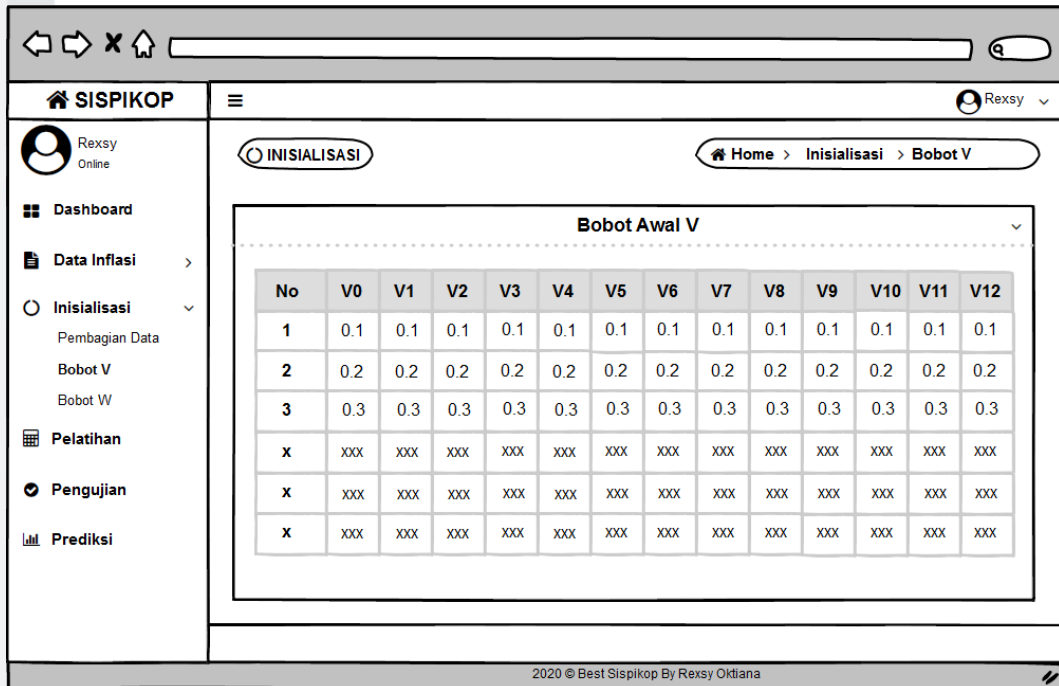 SISPIKOP
Rexsy
Rexsy
Online
INISIALISASI
Home > Inisialisasi > Bobot V
Dashboard
Data Inflasi
Inisialisasi
Pembagian Data
Bobot V
Bobot W
Pelatihan
Pengujian
Prediksi
Bobot Awal V
No V0 V1 V2 V3 V4 V5 V6 V7 V8 V9 V10 V11 V12
1 0.1 0.1 0.1 0.1 0.1 0.1 0.1 0.1 0.1 0.1 0.1 0.1 0.1
2 0.2 0.2 0.2 0.2 0.2 0.2 0.2 0.2 0.2 0.2 0.2 0.2 0.2
3 0.3 0.3 0.3 0.3 0.3 0.3 0.3 0.3 0.3 0.3 0.3 0.3 0.3
x xxx xxx xxx xxx xxx xxx xxx xxx xxx xxx xxx xxx xxx
x xxx xxx xxx xxx xxx xxx xxx xxx xxx xxx xxx xxx xxx
x xxx xxx xxx xxx xxx xxx xxx xxx xxx xxx xxx xxx xxx
2020 © Best Sispikop By Rexsy Oktiana